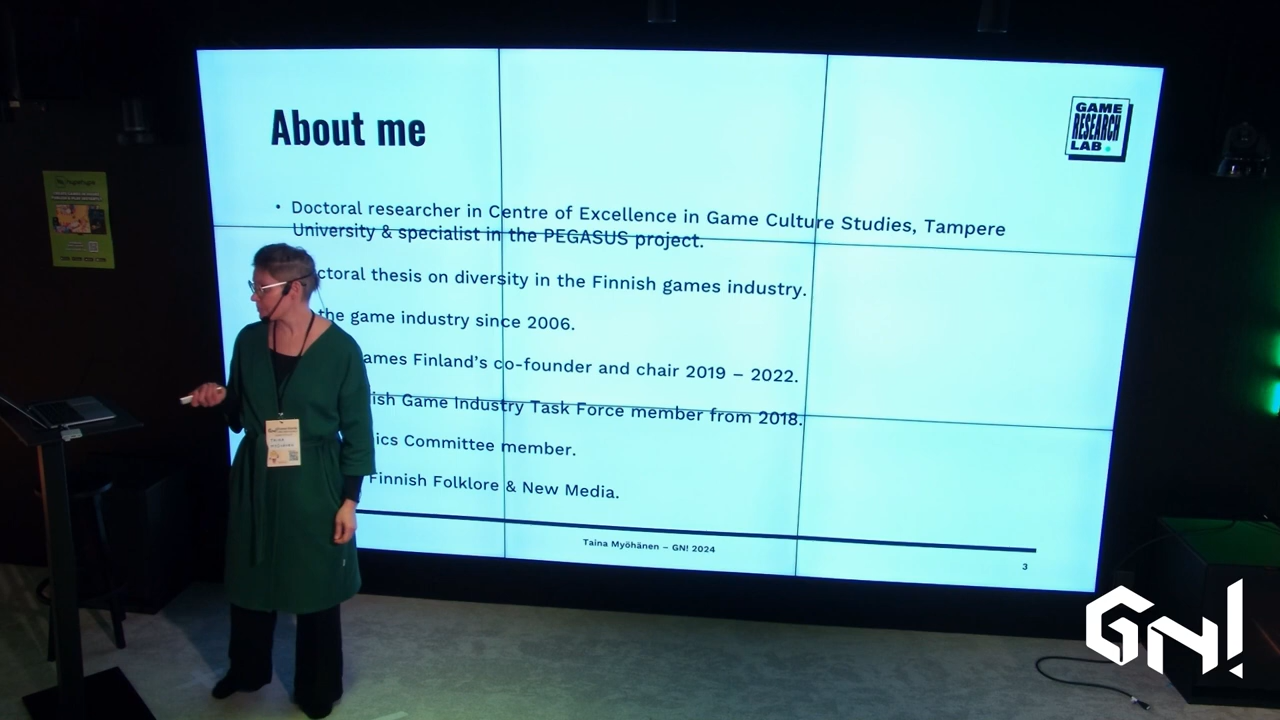 About me
GAME
RESEARCH
LAB
• Doctoral researcher in Centre of Excellence in Game Culture Studies, Tampere
University & specialist in the PEGASUS project.
ctoral thesis on diversity in the Finnish games industry.
the game industry since 2006.
ames Finland's co-founder and chair 2019 – 2022.
ish Game Industry Task Force member from 2018.
ics Committee member.
Finnish Folklore & New Media.
Taina Myöhänen – GN! 2024
3
GN!